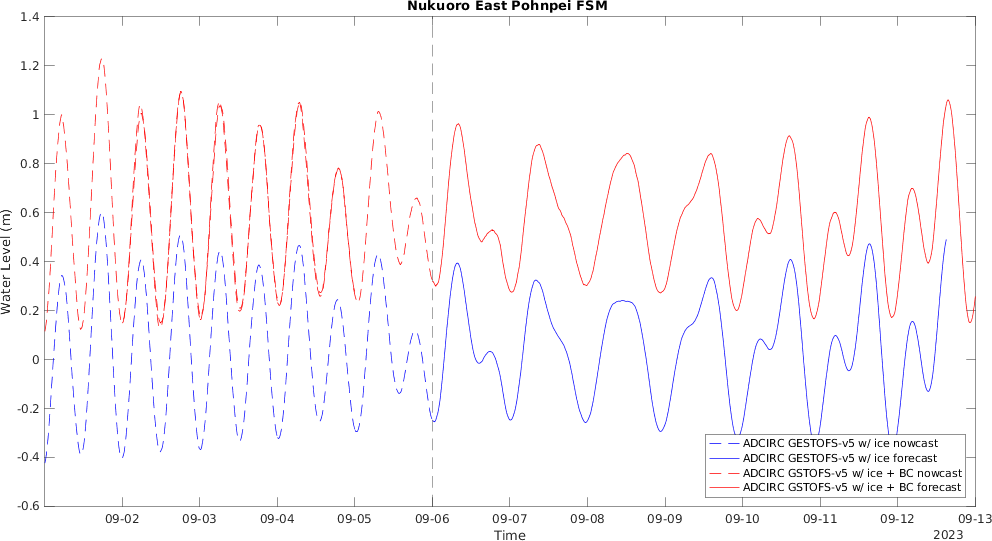 Nukuoro East Pohnpei FSM
1.4
1.2
1
0.8
0.6
0.4
0.2
0
-0.2
-0.4
-0.6
Water Level (m)
ADCIRC GESTOFS-v5 w/ ice nowcast
ADCIRC GESTOFS-v5 w/ ice forecast
ADCIRC GSTOFS-v5 w/ ice + BC nowcast
ADCIRC GSTOFS-v5 w/ ice + BC forecast
09-02 09-03 09-04 09-05 09-06 09-07 09-08 09-09 09-10 09-11 09-12 09-13
Time
2023